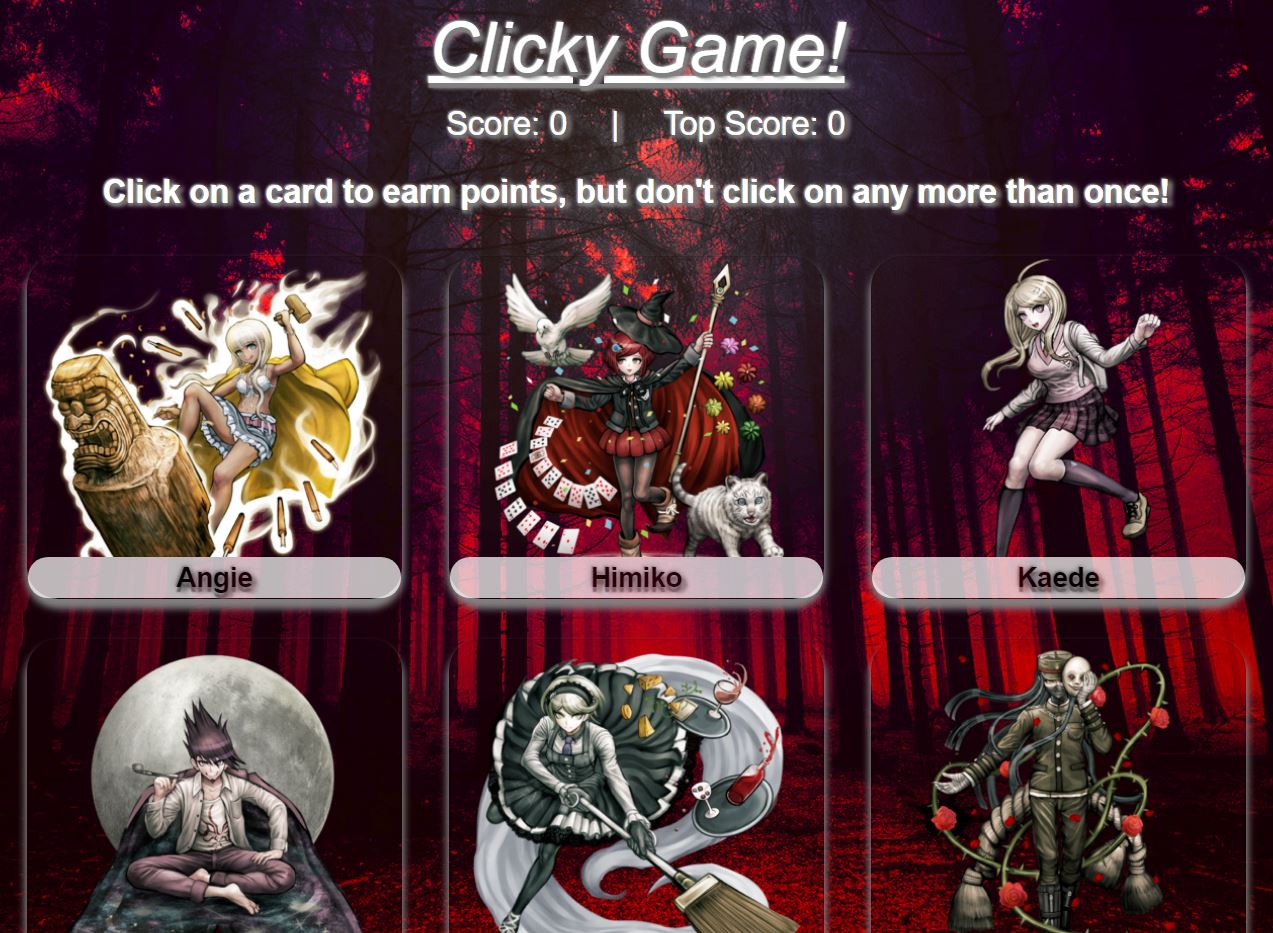 Clicky Game!
Score: 0 | Top Score: 0
Click on a card to earn points, but don't click on any more than once!
Angie
Himiko
Kaede